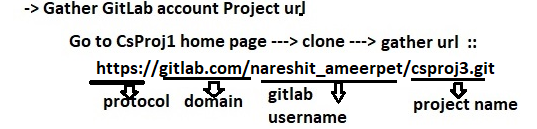 -> Gather GitLab account Project url
Go to CsProj1 home page ---> clone ---> gather url ::
https://gitlab.com/nareshit_ameerpet/csproj3.git
protocol domain gitlab username project name